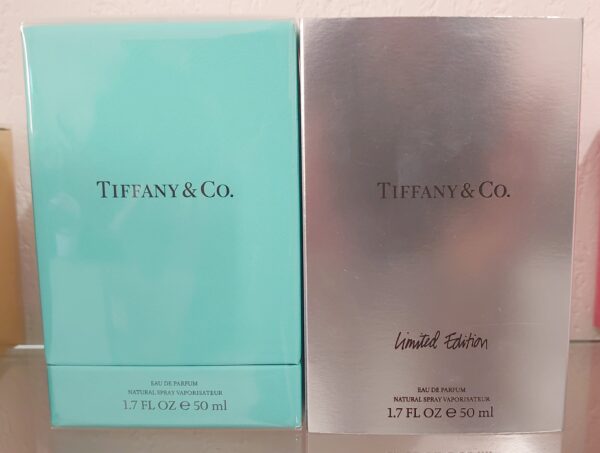 TIFFANY & CO.
EAU DE PARFUM
NATURAL SPRAY VAPORISATEUR
1.7 FL OZ e 50 ml
TIFFANY & CO.
Limited Edition
EAU DE PARFUM
NATURAL SPRAY VAPORISATEUR
1.7 FL OZ e 50 ml